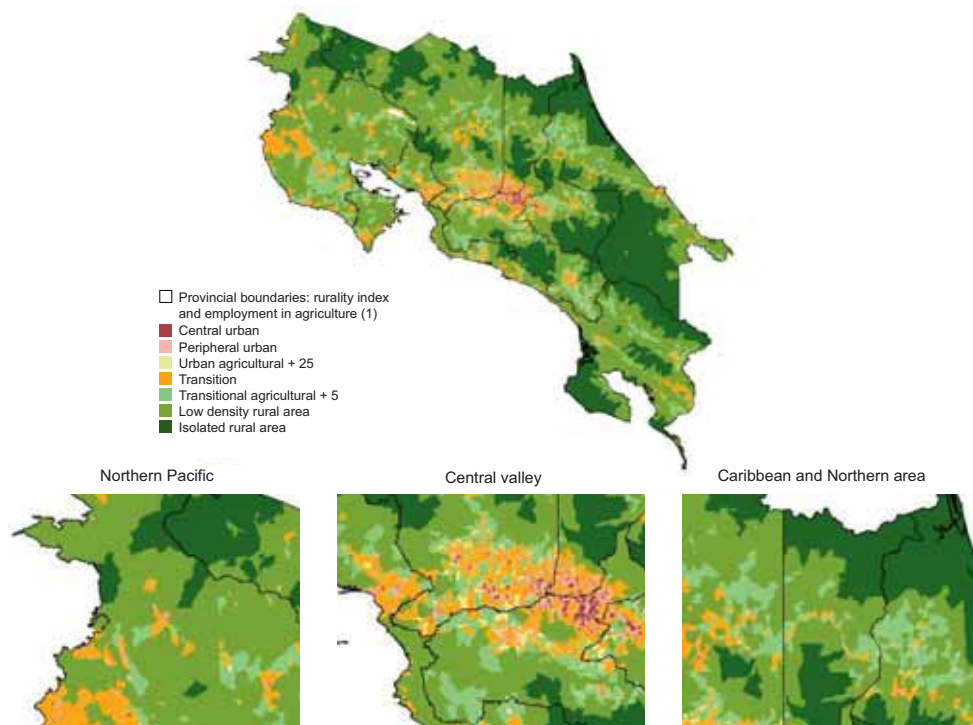 Provincial boundaries: rurality index
and employment in agriculture (1)
Central urban
Peripheral urban
Urban agricultural + 25
Transition
Transitional agricultural + 5
Low density rural area
Isolated rural area
Northern Pacific
Central valley
Caribbean and Northern area